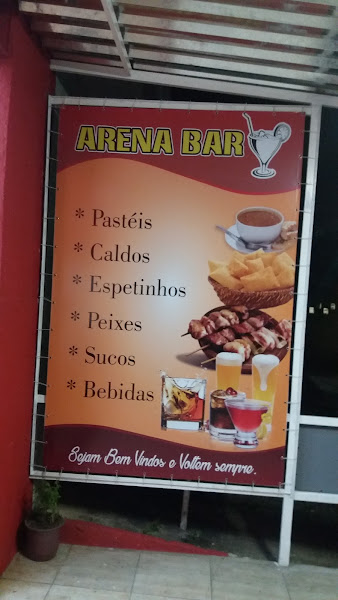 ARENA BAR
* Pastéis
* Caldos
* Espetinhos
* Peixes
* Sucos
* Bebidas
Sejam Bem Vindos e Voltem sempre.